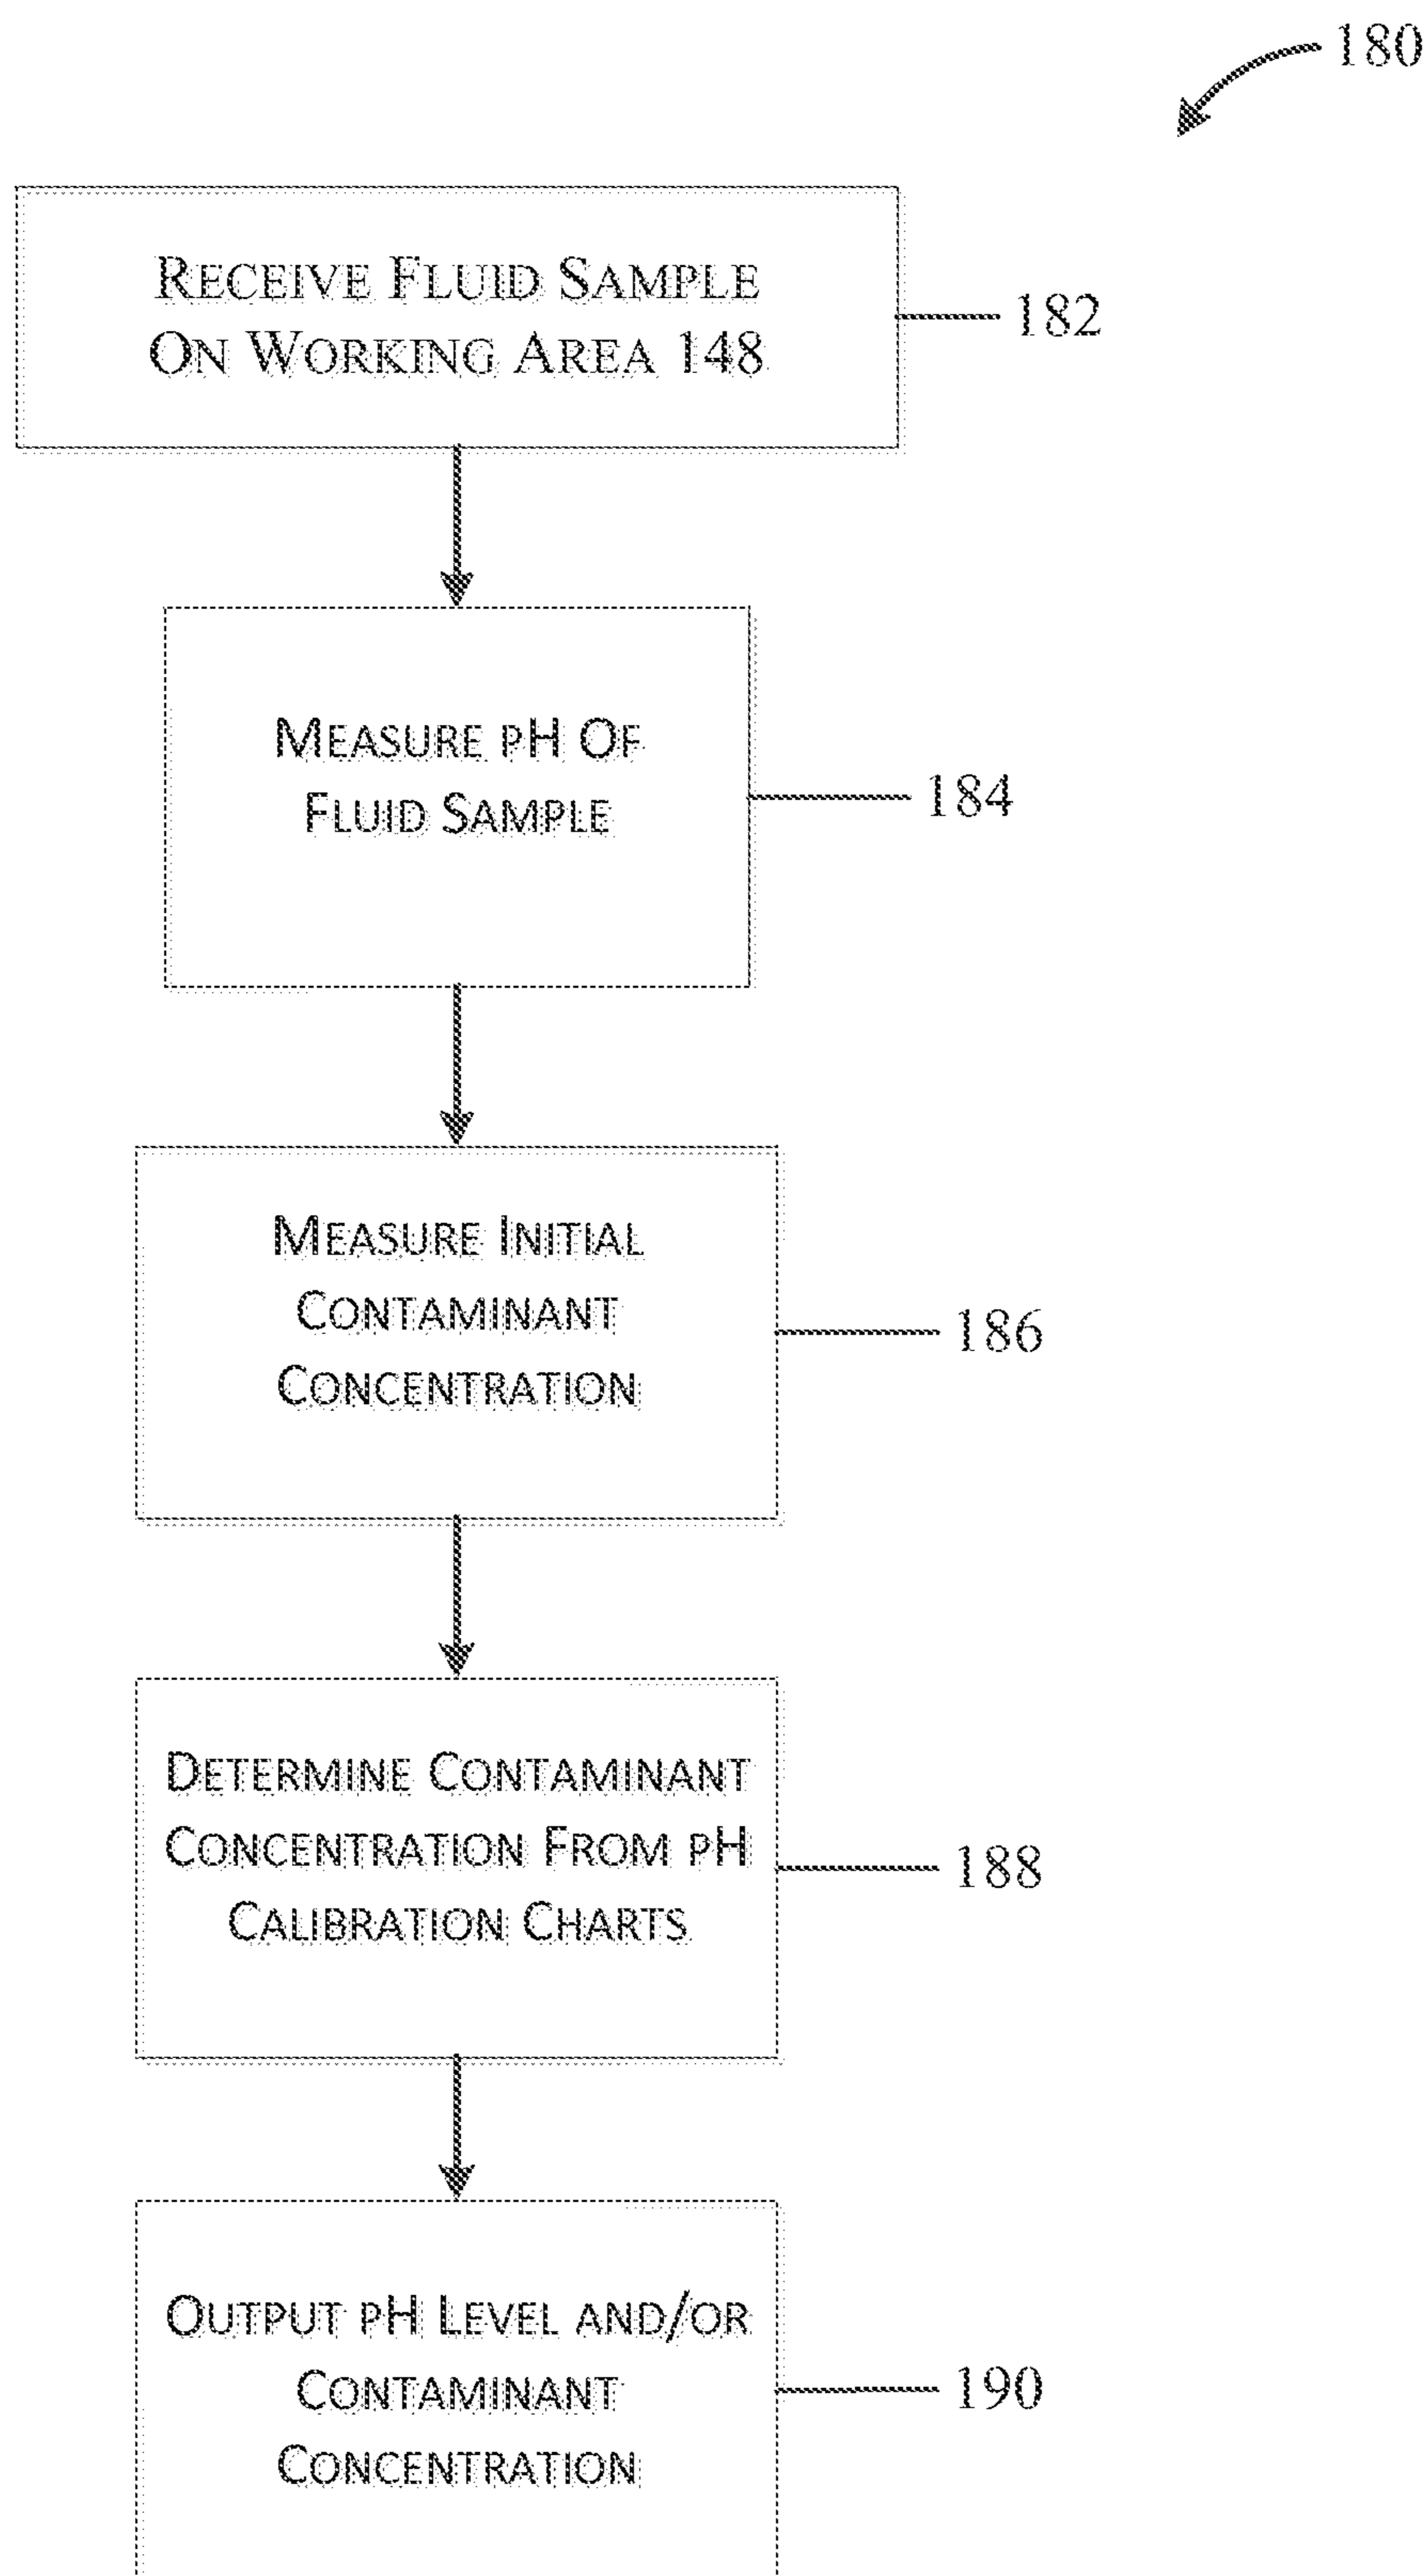 180
RECEIVE FLUID SAMPLE
ON WORKING AREA 148
182
MEASURE PH OF
FLUID SAMPLE
184
MEASURE INITIAL
CONTAMINANT
CONCENTRATION
186
DETERMINE CONTAMINANT
CONCENTRATION FROM PH
CALIBRATION CHARTS
188
OUTPUT PH LEVEL AND/OR
CONTAMINANT
CONCENTRATION
190